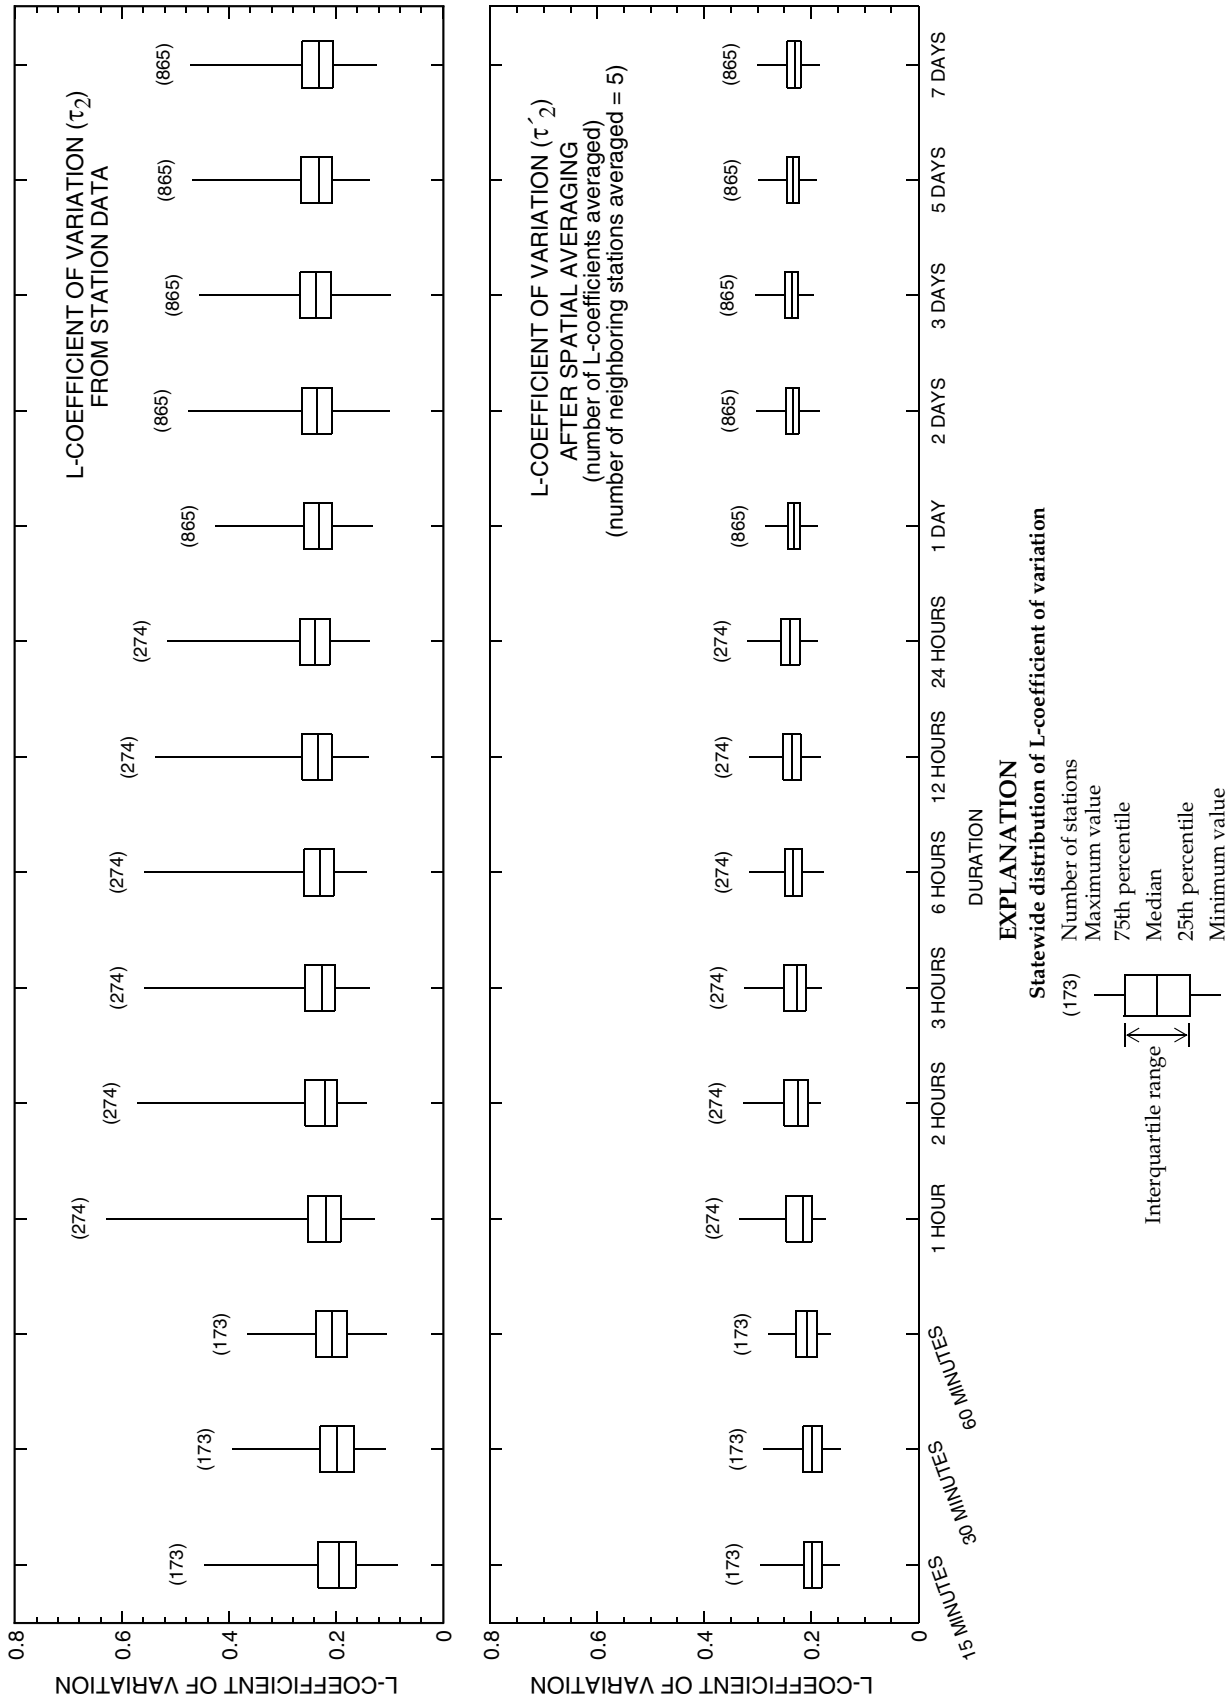 L-COEFFICIENT OF VARIATION
0.8
0.6
0.4
0.2
0
L-COEFFICIENT OF VARIATION (τ2)
FROM STATION DATA
(173)
(173)
(173)
(274)
(274)
(274)
(274)
(274)
(274)
(865)
(865)
(865)
(865)
(865)
L-COEFFICIENT OF VARIATION
0.8
0.6
0.4
0.2
0
L-COEFFICIENT OF VARIATION (τ´2)
AFTER SPATIAL AVERAGING
(number of L-coefficients averaged)
(number of neighboring stations averaged = 5)
(173)
(173)
(173)
(274)
(274)
(274)
(274)
(274)
(274)
(865)
(865)
(865)
(865)
(865)
15 MINUTES
30 MINUTES
60 MINUTES
1 HOUR
2 HOURS
3 HOURS
6 HOURS
12 HOURS
24 HOURS
1 DAY
2 DAYS
3 DAYS
5 DAYS
7 DAYS
DURATION
EXPLANATION
Statewide distribution of L-coefficient of variation
(173) Number of stations
Maximum value
75th percentile
Median
25th percentile
Minimum value
Interquartile range